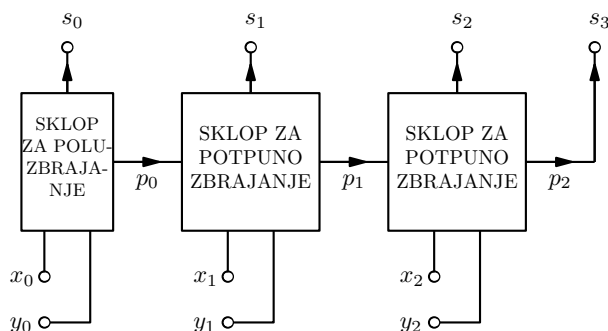 s₀ s₁ s₂ s₃
SKLOP
ZA POLU-
ZBRAJA-
NJE
p₀
SKLOP ZA
POTPUNO
ZBRAJANJE
p₁
SKLOP ZA
POTPUNO
ZBRAJANJE
p₂
x₀ x₁ x₂
y₀ y₁ y₂